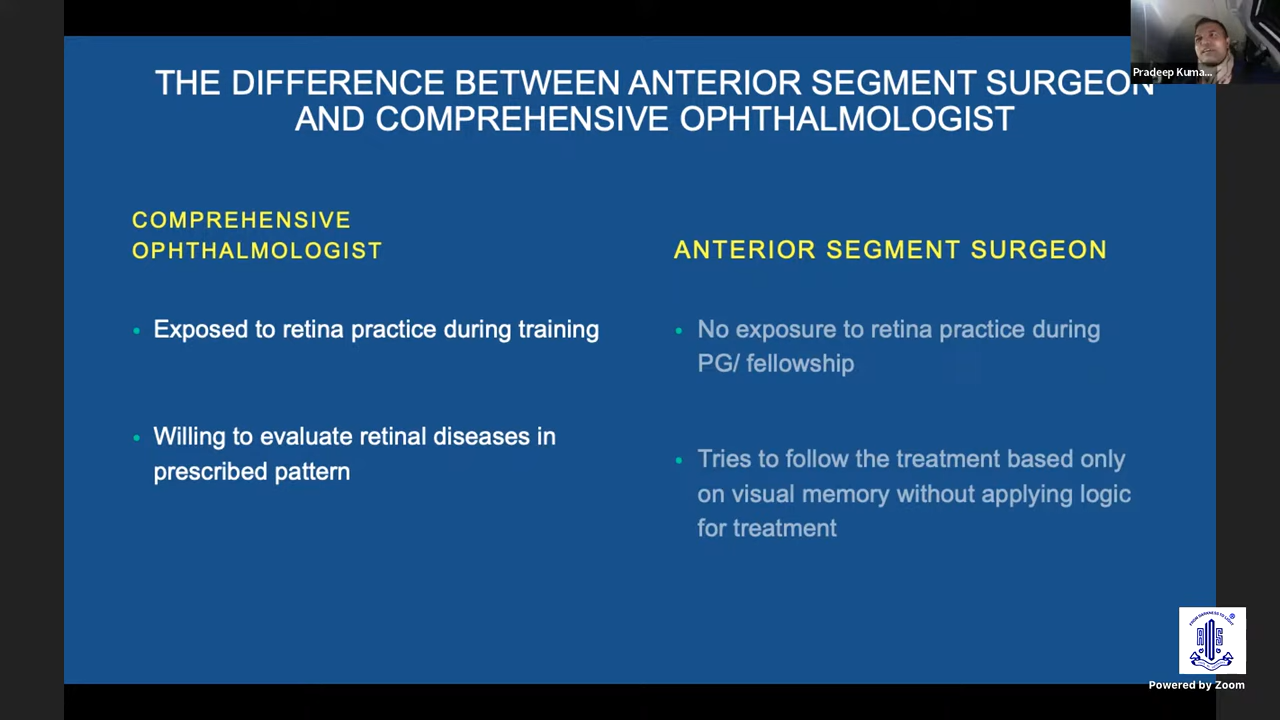 THE DIFFERENCE BETWEEN ANTERIOR SEGMENT SURGEON
AND COMPREHENSIVE OPHTHALMOLOGIST
Pradeep Kuma...
COMPREHENSIVE
OPHTHALMOLOGIST
• Exposed to retina practice during training
• Willing to evaluate retinal diseases in
prescribed pattern
ANTERIOR SEGMENT SURGEON
• No exposure to retina practice during
PG/ fellowship
• Tries to follow the treatment based only
on visual memory without applying logic
for treatment
Powered by Zoom